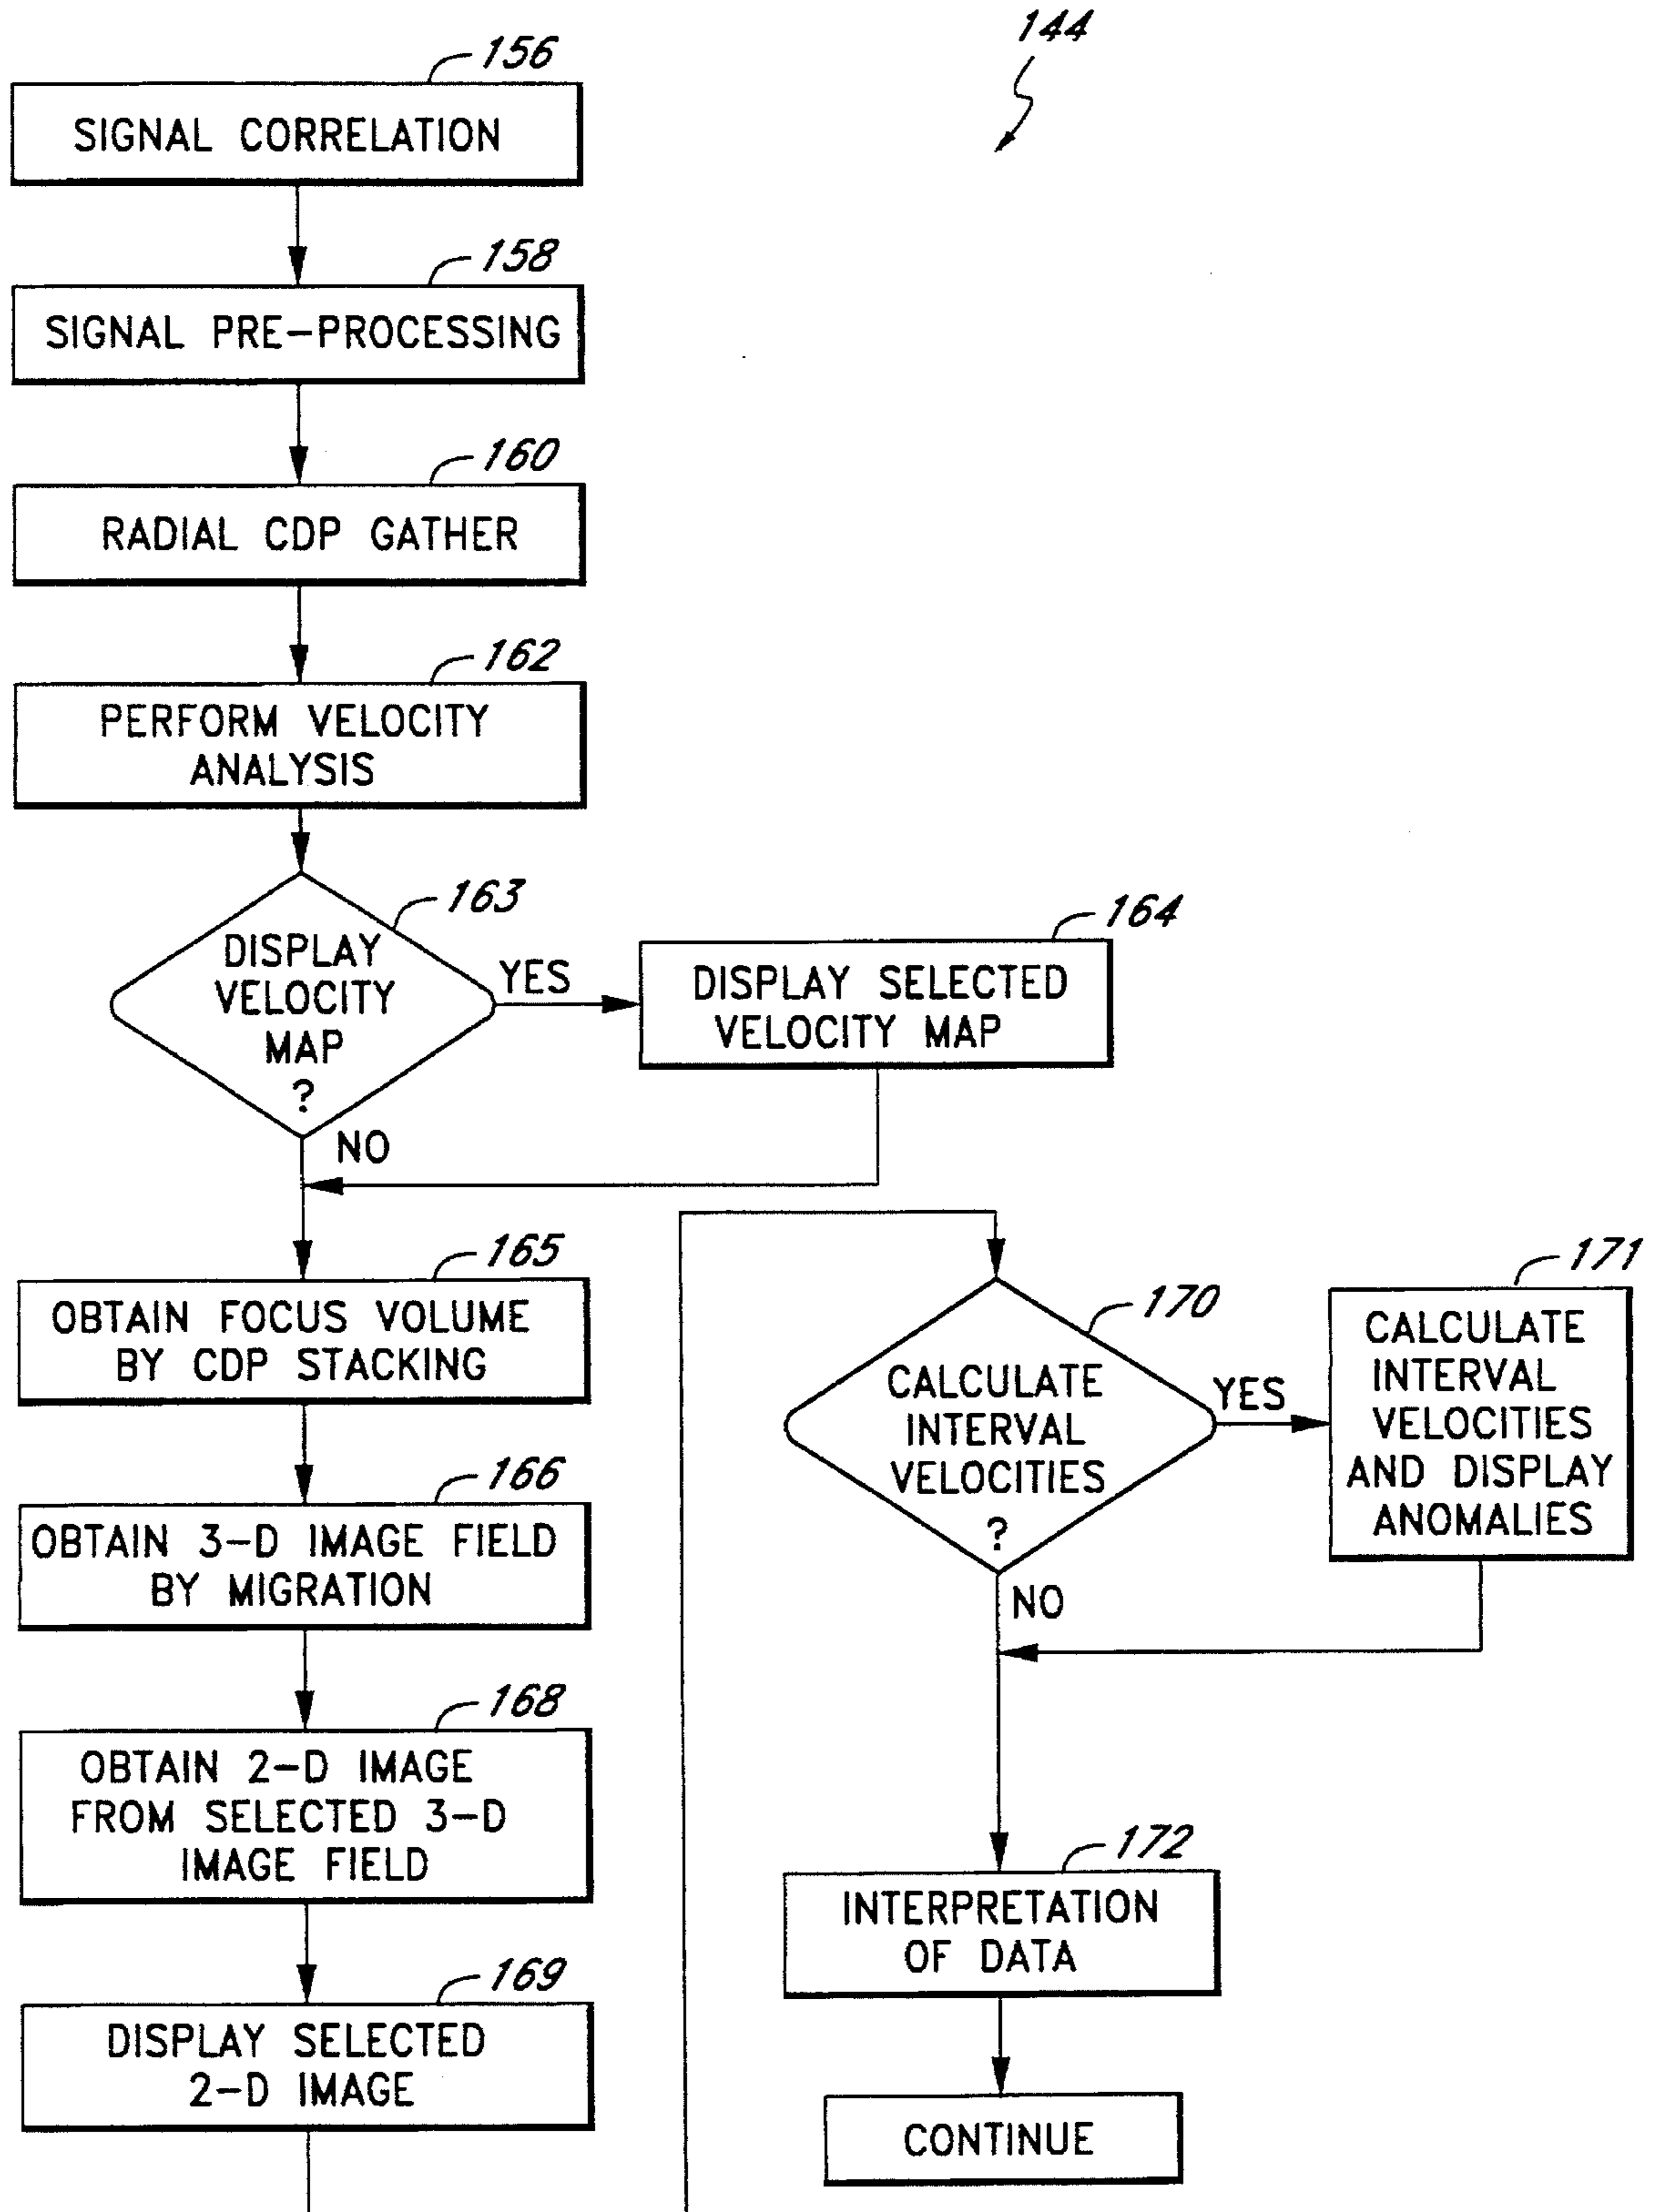 144
156
SIGNAL CORRELATION
158
SIGNAL PRE-PROCESSING
160
RADIAL CDP GATHER
162
PERFORM VELOCITY
ANALYSIS
163
DISPLAY
VELOCITY
MAP
?
YES
NO
164
DISPLAY SELECTED
VELOCITY MAP
165
OBTAIN FOCUS VOLUME
BY CDP STACKING
166
OBTAIN 3-D IMAGE FIELD
BY MIGRATION
168
OBTAIN 2-D IMAGE
FROM SELECTED 3-D
IMAGE FIELD
169
DISPLAY SELECTED
2-D IMAGE
170
CALCULATE
INTERVAL
VELOCITIES
?
YES
NO
171
CALCULATE
INTERVAL
VELOCITIES
AND DISPLAY
ANOMALIES
172
INTERPRETATION
OF DATA
CONTINUE